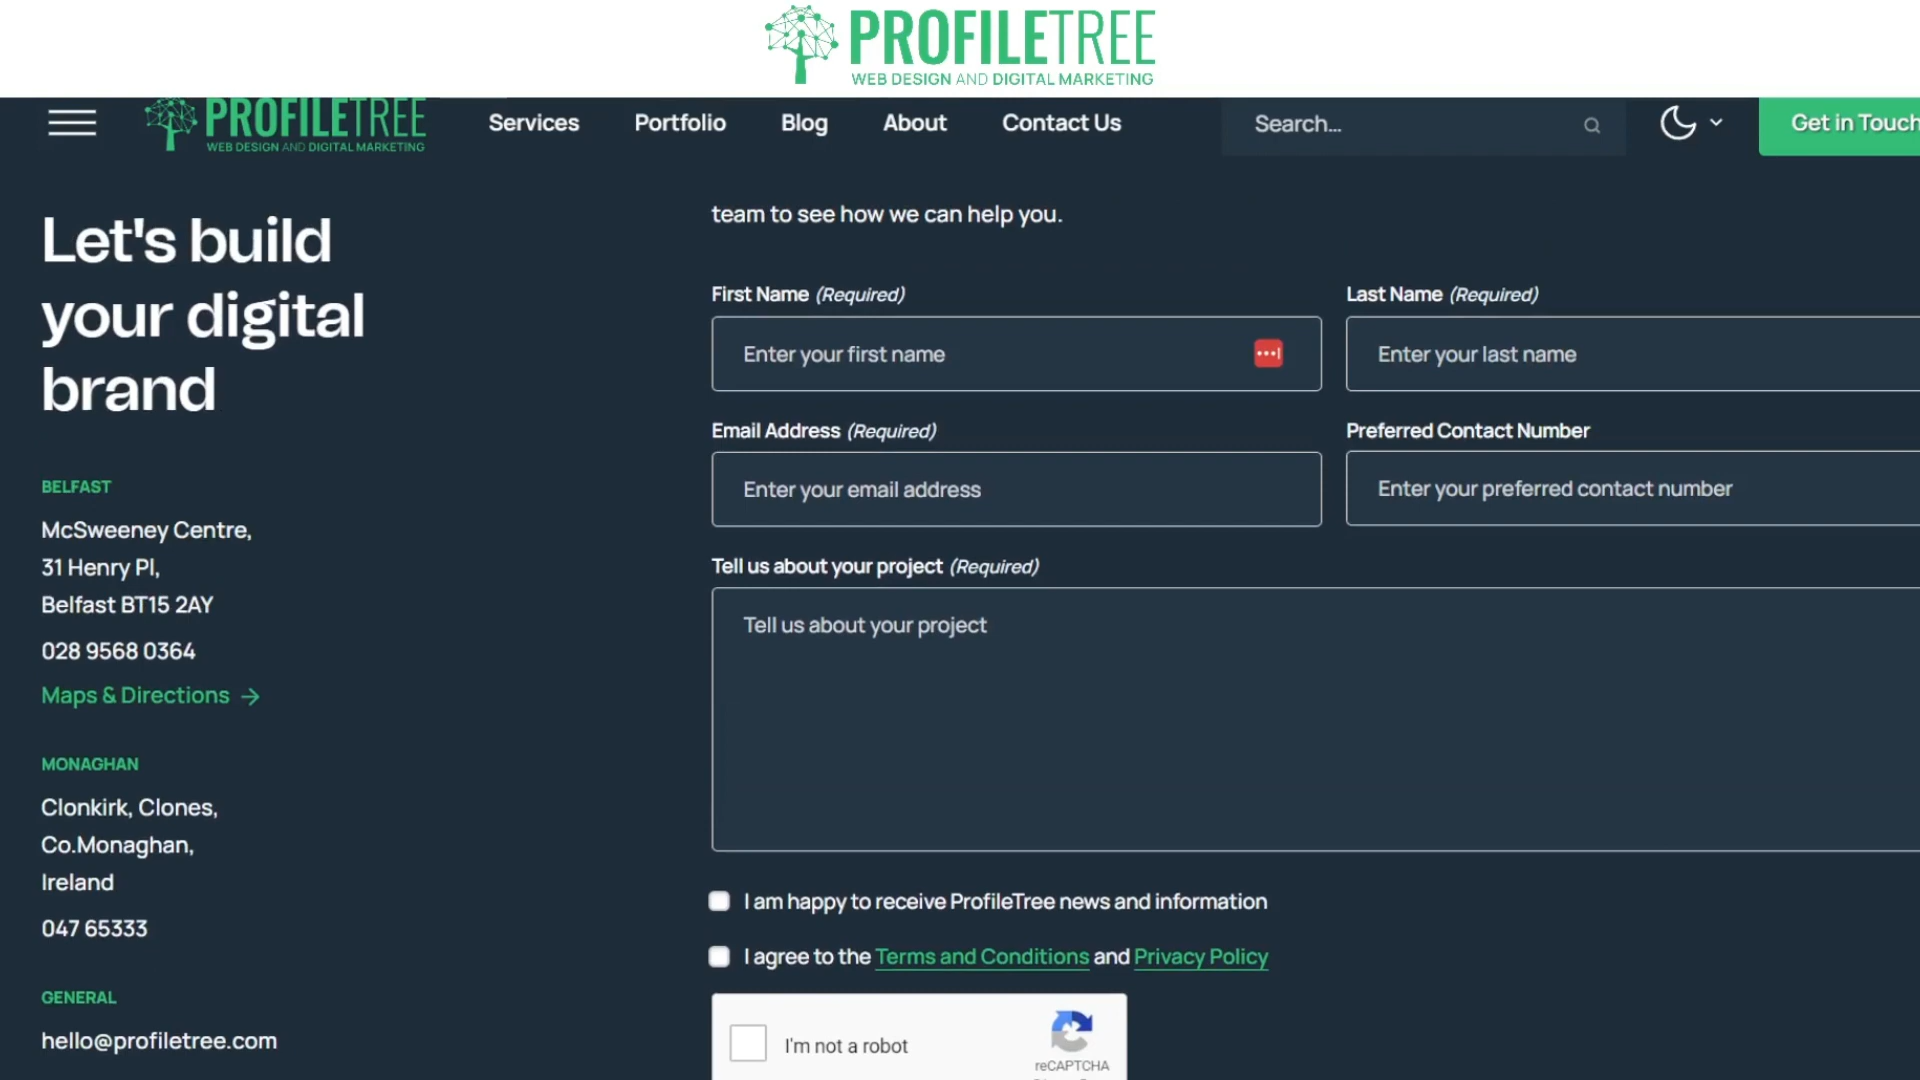 PROFILETREE
WEB DESIGN AND DIGITAL MARKETING
PROFILETREE
WEB DESIGN AND DIGITAL MARKETING
Services
Portfolio
Blog
About
Contact Us
Search...
Get in Touch
Let's build
your digital
brand
BELFAST
McSweeney Centre,
31 Henry Pl,
Belfast BT15 2AY
028 9568 0364
Maps & Directions →
MONAGHAN
Clonkirk, Clones,
Co.Monaghan,
Ireland
047 65333
GENERAL
hello@profiletree.com
team to see how we can help you.
First Name (Required)
Enter your first name
Last Name (Required)
Enter your last name
Email Address (Required)
Enter your email address
Preferred Contact Number
Enter your preferred contact number
Tell us about your project (Required)
Tell us about your project
I am happy to receive ProfileTree news and information
I agree to the Terms and Conditions and Privacy Policy
I'm not a robot
reCAPTCHA